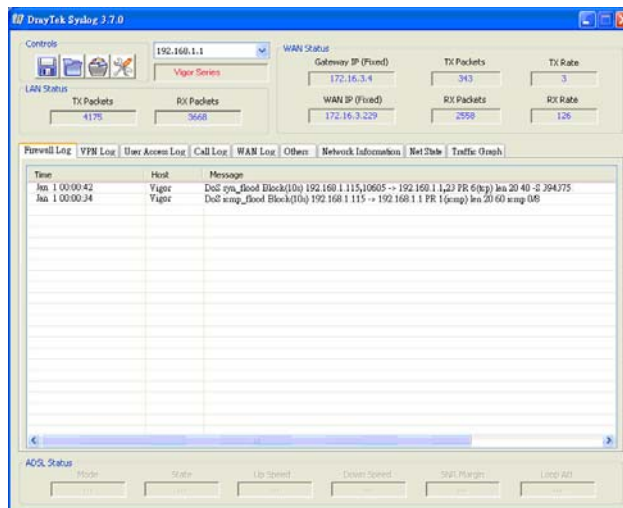 DrayTek Syslog 3.7.0
Controls
192.168.1.1
Vigor Series
WAN Status
Gateway IP (Fixed) TX Packets TX Rate
172.16.3.4 343 3
WAN IP (Fixed) RX Packets RX Rate
172.16.3.229 2558 126
LAN Status
TX Packets RX Packets
4175 3668
Firewall Log VPN Log User Access Log Call Log WAN Log Others Network Information Net State Traffic Graph
Time Host Message
Jan 1 00:00:42 Vigor DoS syn_flood Block(10s) 192.168.1.115,10605 -> 192.168.1.1,23 PR 6(tcp) len 20 40 -S 394375
Jan 1 00:00:34 Vigor DoS icmp_flood Block(10s) 192.168.1.115 -> 192.168.1.1 PR 1(icmp) len 20 60 icmp 0/8
ADSL Status
Mode State Up Speed Down Speed SNR Margin Loop Att
--- --- --- --- --- ---